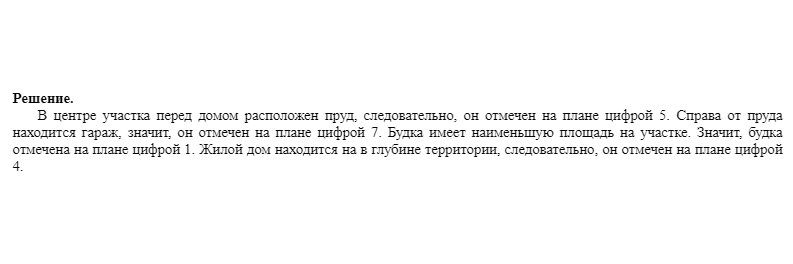 Решение.
В центре участка перед домом расположен пруд, следовательно, он отмечен на плане цифрой 5. Справа от пруда
находится гараж, значит, он отмечен на плане цифрой 7. Будка имеет наименьшую площадь на участке. Значит, будка
отмечена на плане цифрой 1. Жилой дом находится на в глубине территории, следовательно, он отмечен на плане цифрой
4.